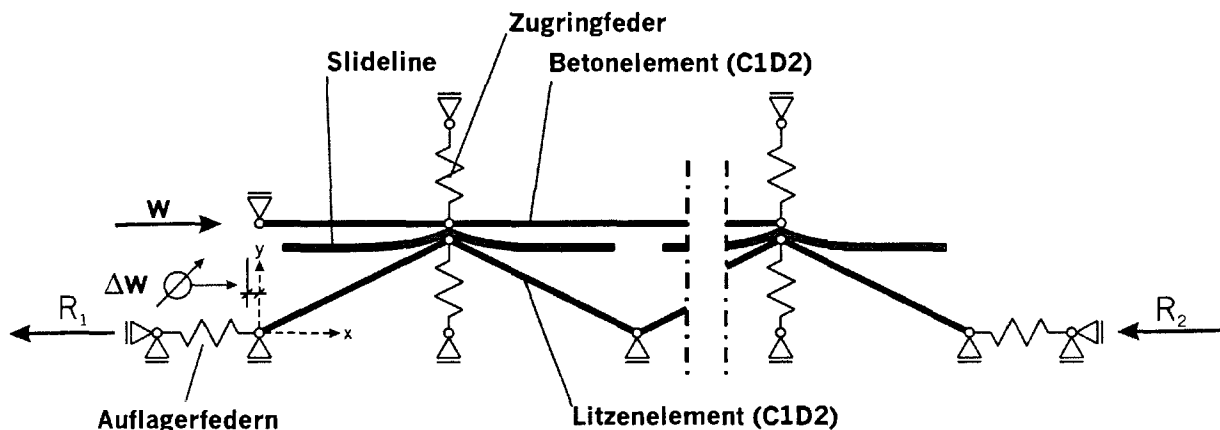 Zugringfeder
Slideline
Betonelement (C1D2)
W
y
ΔW
R₁
x
R₂
Auflagerfedern
Litzenelement (C1D2)